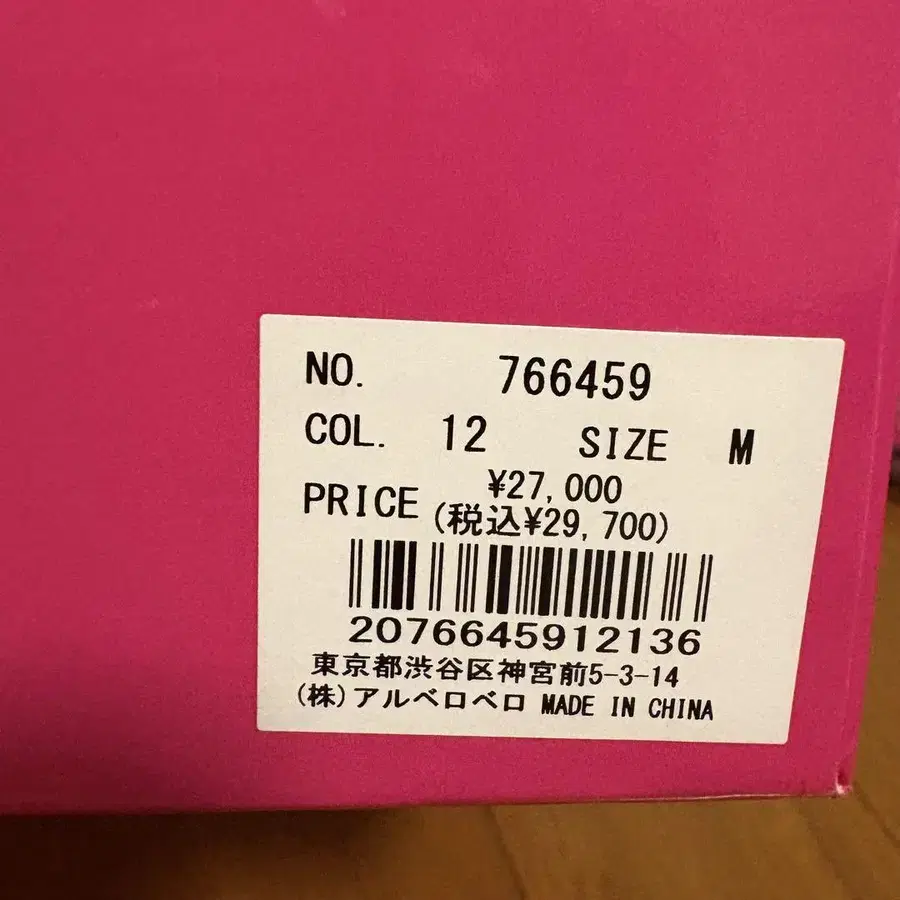 NO. 766459
COL. 12 SIZE M
¥27,000
PRICE (税込¥29,700)
2076645912136
東京都渋谷区神宮前5-3-14
(株)アルベロベロ MADE IN CHINA